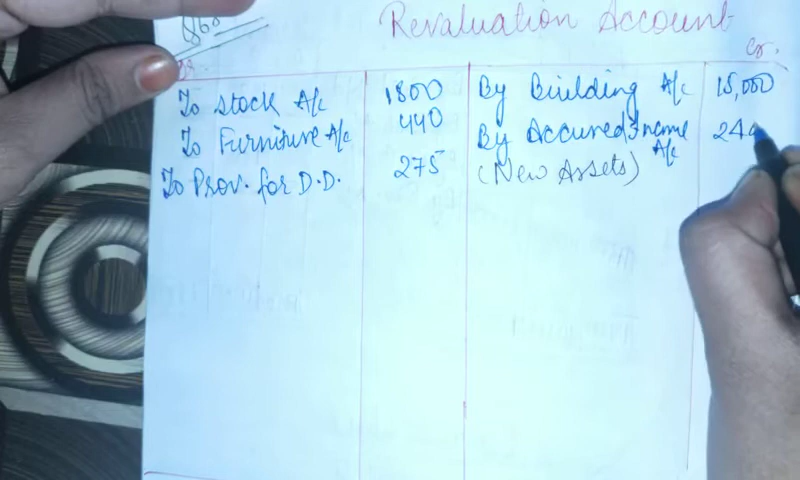 Revaluation Account
Cr.
To Stock A/c 1800 By Building A/c 15,000
To Furniture A/c 440 By Accured Income A/c 24
To Prov. for D.D. 275 (New Assets)